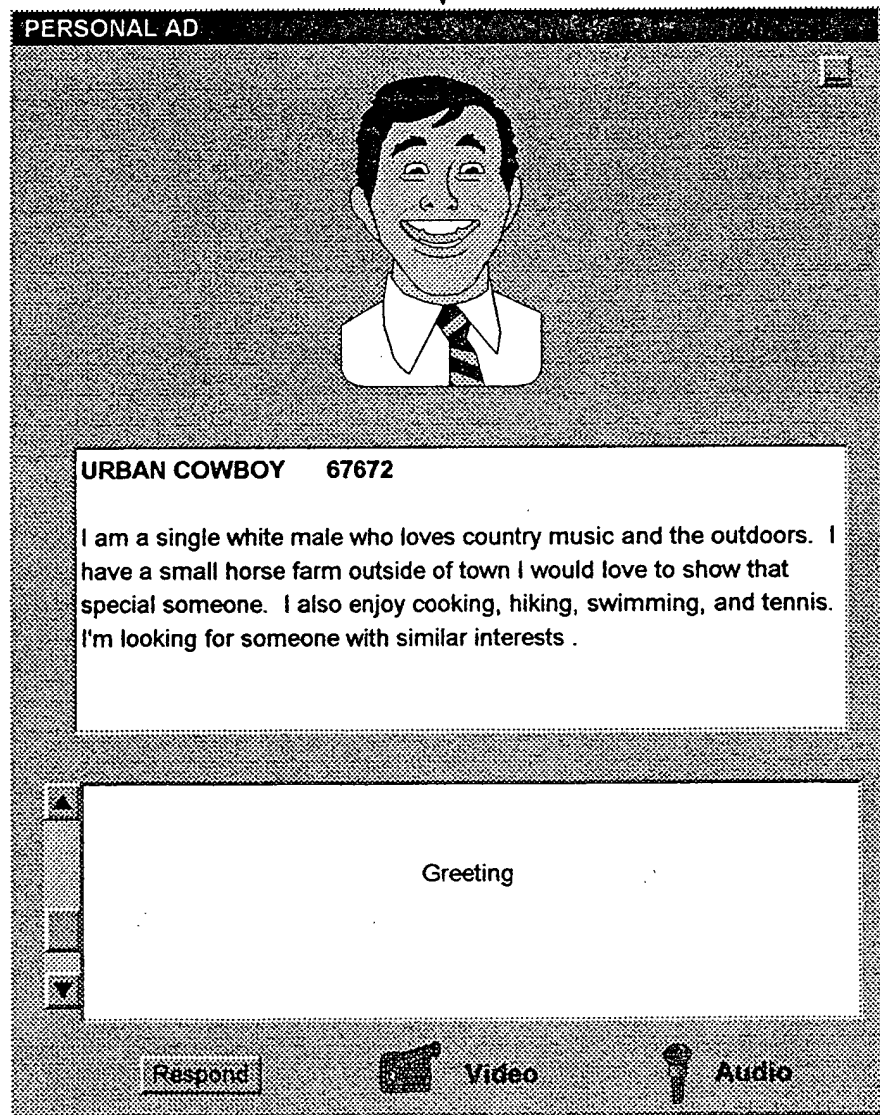 PERSONAL AD
URBAN COWBOY 67672
I am a single white male who loves country music and the outdoors. I
have a small horse farm outside of town I would love to show that
special someone. I also enjoy cooking, hiking, swimming, and tennis.
I'm looking for someone with similar interests .
Greeting
Respond Video Audio